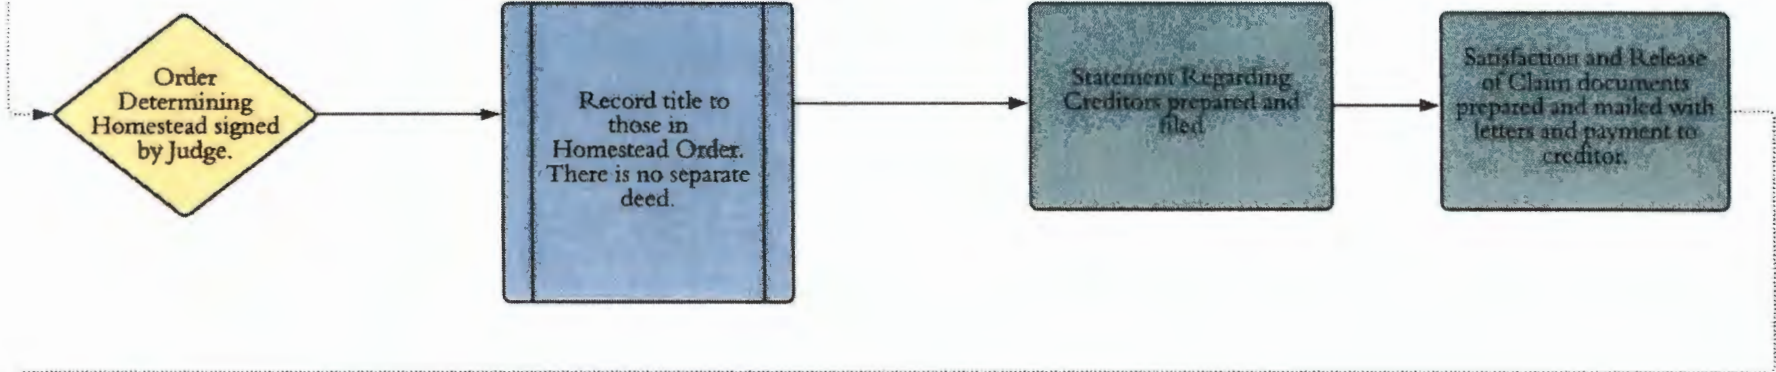 Order
Determining
Homestead signed
by Judge.
Record title to
those in
Homestead Order.
There is no separate
deed.
Statement Regarding
Creditors prepared and
filed
Satisfaction and Release
of Claim documents
prepared and mailed with
letters and payment to
creditor.